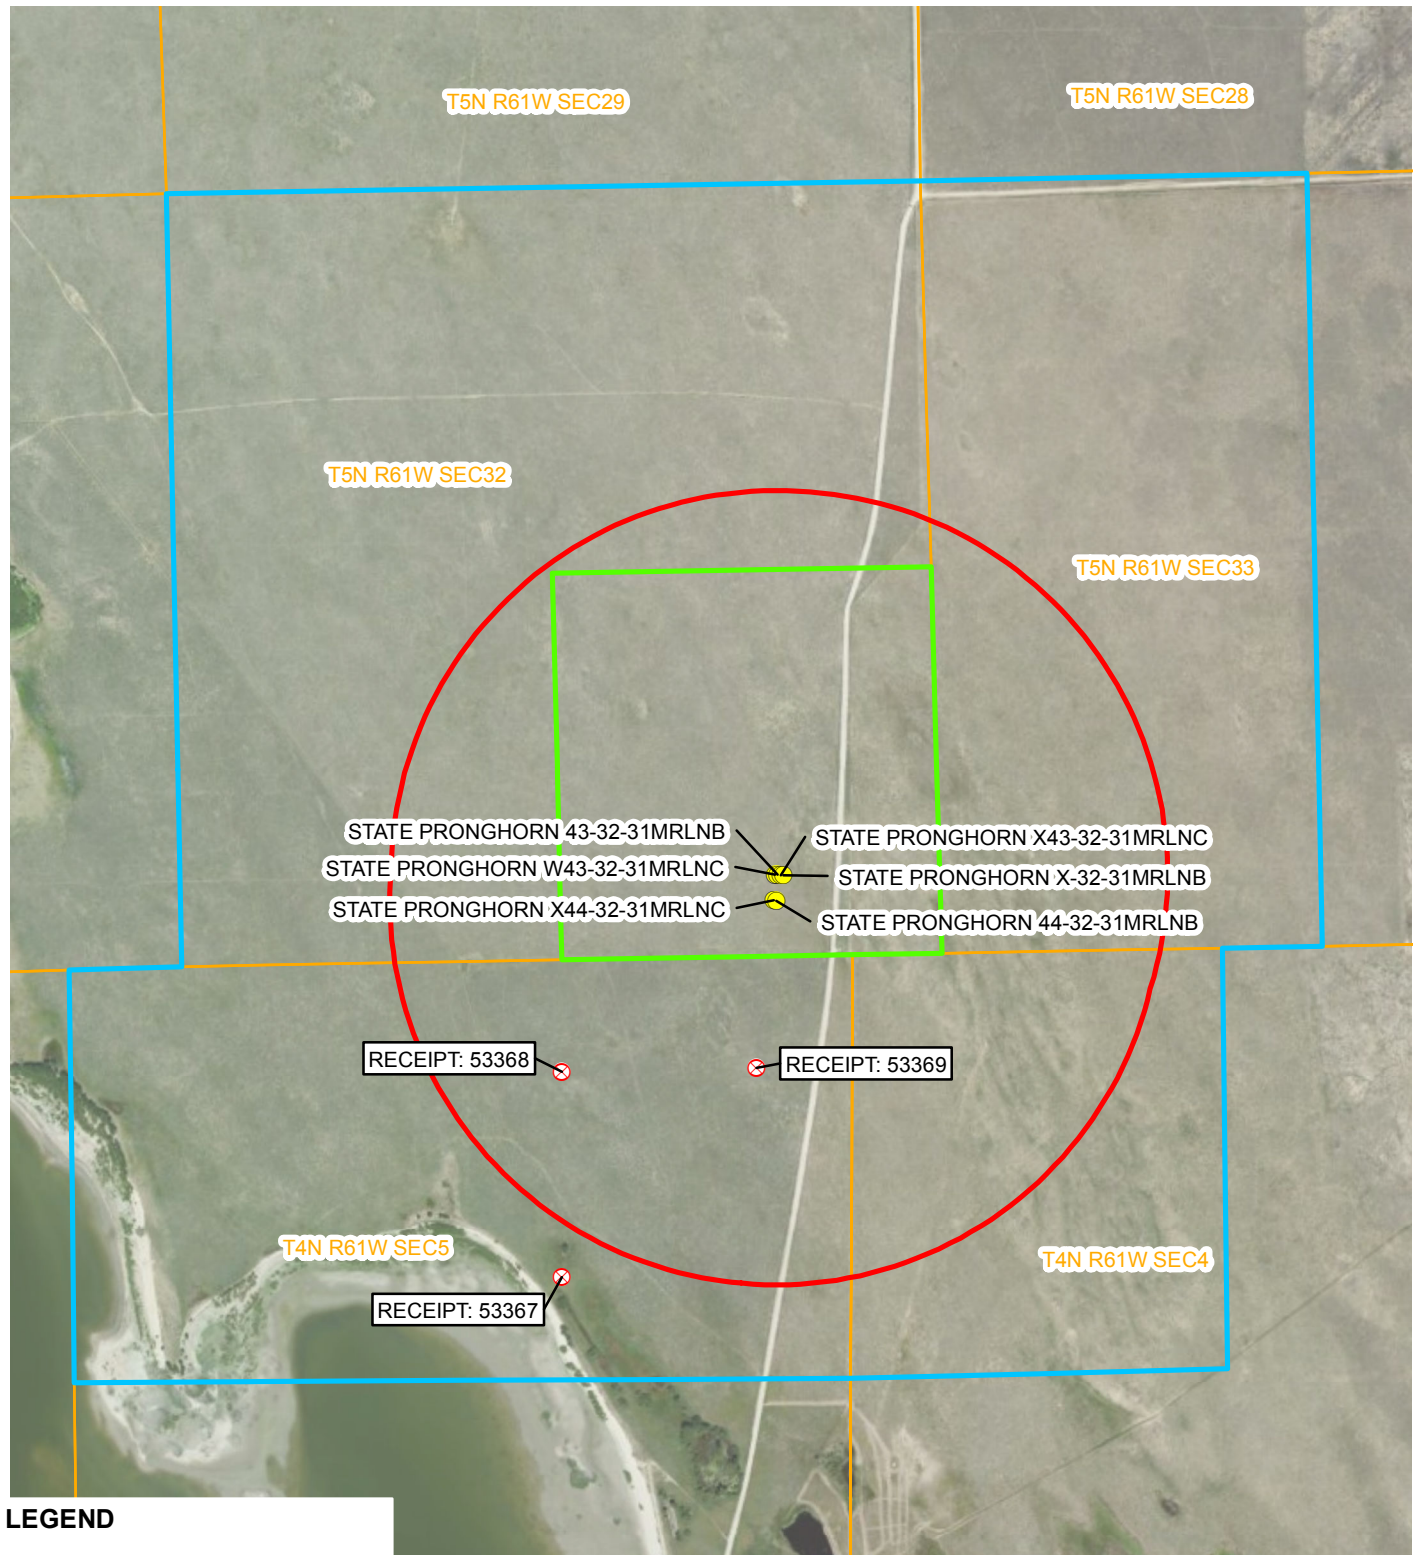 T5N R61W SEC29
T5N R61W SEC28
T5N R61W SEC32
T5N R61W SEC33
STATE PRONGHORN 43-32-31MRLNB
STATE PRONGHORN X43-32-31MRLNC
STATE PRONGHORN W43-32-31MRLNC
STATE PRONGHORN X-32-31MRLNB
STATE PRONGHORN X44-32-31MRLNC
STATE PRONGHORN 44-32-31MRLNB
RECEIPT: 53368
RECEIPT: 53369
T4N R61W SEC5
T4N R61W SEC4
RECEIPT: 53367
LEGEND